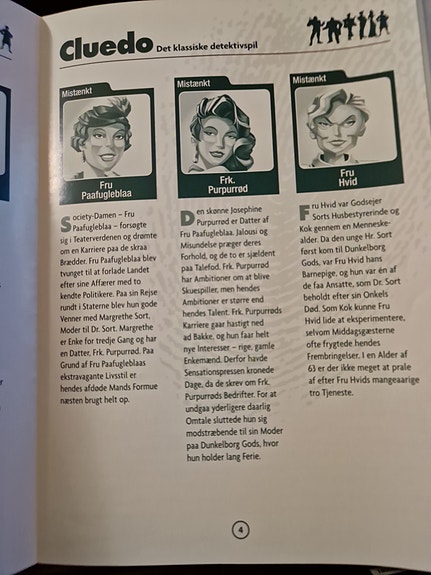 Cluedo Det klassiske detektivspil
Mistænkt
Fru
Paafugleblaa
Society-Damen – Fru
Paafugleblaa – forsøgte
sig i Teaterverdenen og drømte
om en Karriere paa de skraa
Brædder. Fru Paafugleblaa blev
tvunget til at forlade Landet
efter sine Affærer med to
kendte Politikere. Paa sin Rejse
rundt i Staterne blev hun gode
Venner med Margrethe Sort,
Moder til Dr. Sort. Margrethe
er Enke for tredje Gang og har
en Datter, Frk. Purpurrød. Paa
Grund af Fru Paafugleblaas
ekstravagante Livsstil er
hendes afdøde Mands Formue
næsten brugt helt op.
Mistænkt
Frk.
Purpurrød
Den skønne Josephine
Purpurrød er Datter af
Fru Paafugleblaa. Jalousi og
Misundelse præger deres
Forhold, og de to er sjældent
paa Talefod. Frk. Purpurrød
har Ambitioner om at blive
Skuespiller, men hendes
Ambitioner er større end
hendes Talent. Frk. Purpurrøds
Karriere gaar hastigt ned
ad Bakke, og hun faar helt
nye Interesser – rige, gamle
Enkemænd. Derfor havde
Sensationspressen kronede
Dage, da de skrev om Frk.
Purpurrøds Bedrifter. For at
undgaa yderligere daarlig
Omtale sluttede hun sig
modstræbende til sin Moder
paa Dunkelborg Gods, hvor
hun holder lang Ferie.
Mistænkt
Fru
Hvid
Fru Hvid var Godsejer
Sorts Husbestyrerinde og
Kok gennem en Menneske-
alder. Da den unge Hr. Sort
først kom til Dunkelborg
Gods, var Fru Hvid hans
Barnepige, og hun var én af
de faa Ansatte, som Dr. Sort
beholdt efter sin Onkels
Død. Som Kok kunne Fru
Hvid lide at eksperimentere,
selvom Middagsgæsterne
ofte frygtede hendes
Frembringelser. I en Alder af
63 er der ikke meget at prale
af efter Fru Hvids mangeaarige
tro Tjeneste.
4